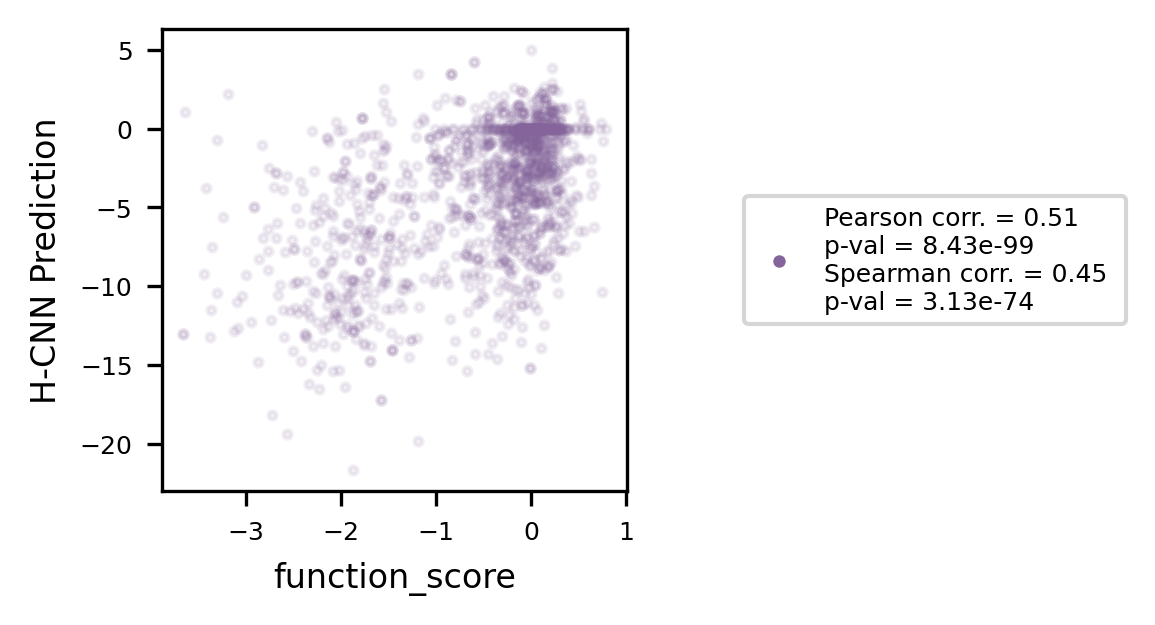 5
0
−5
−10
−15
−20
H-CNN Prediction
−3
−2
−1
0
1
function_score
Pearson corr. = 0.51
p-val = 8.43e-99
Spearman corr. = 0.45
p-val = 3.13e-74